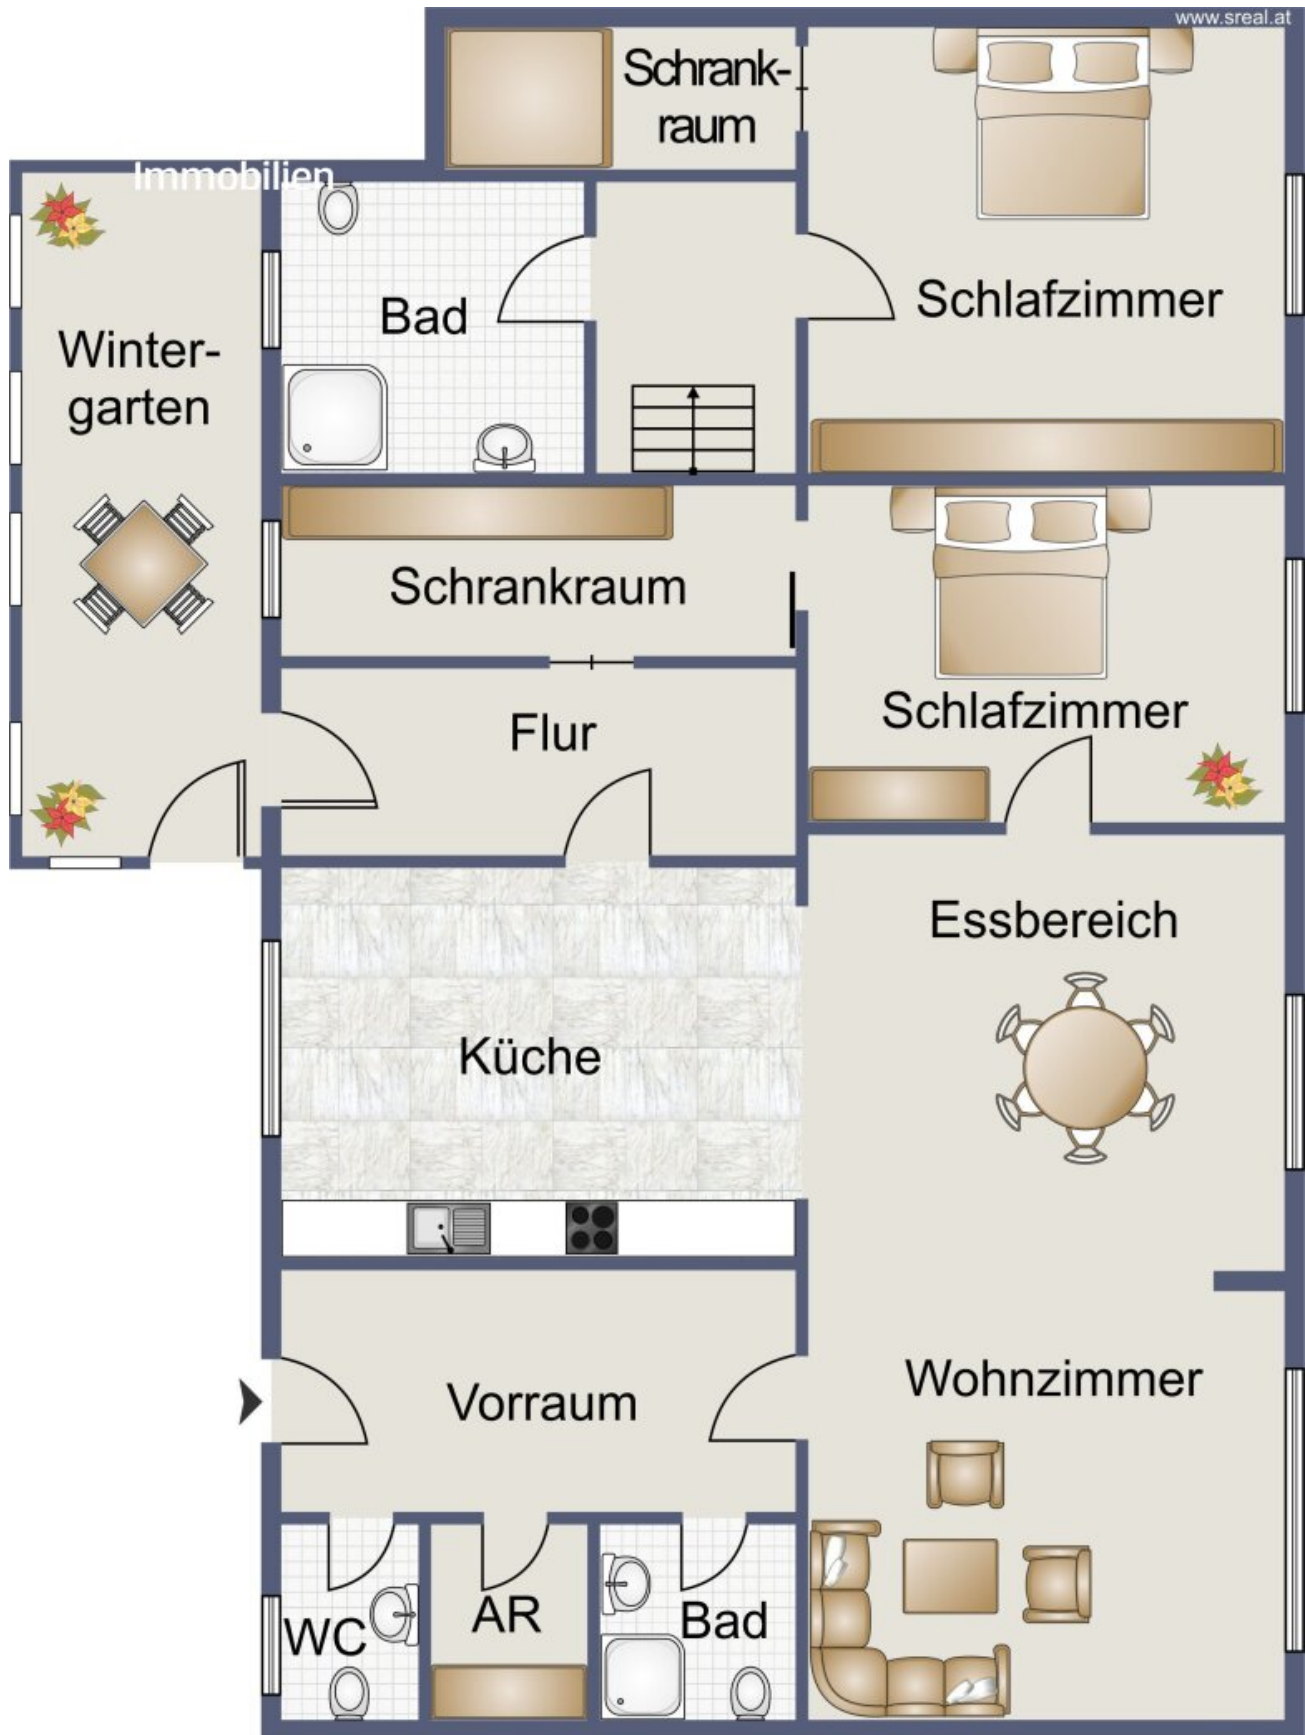 www.sreal.at
Schrank-
raum
Immobilien
Schlafzimmer
Bad
Winter-
garten
Schrankraum
Schlafzimmer
Flur
Essbereich
Küche
Wohnzimmer
Vorraum
WC
AR
Bad